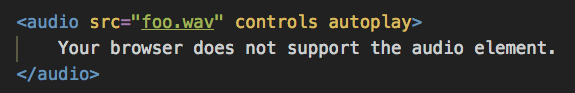 <audio src="foo.wav" controls autoplay>
Your browser does not support the audio element.
</audio>